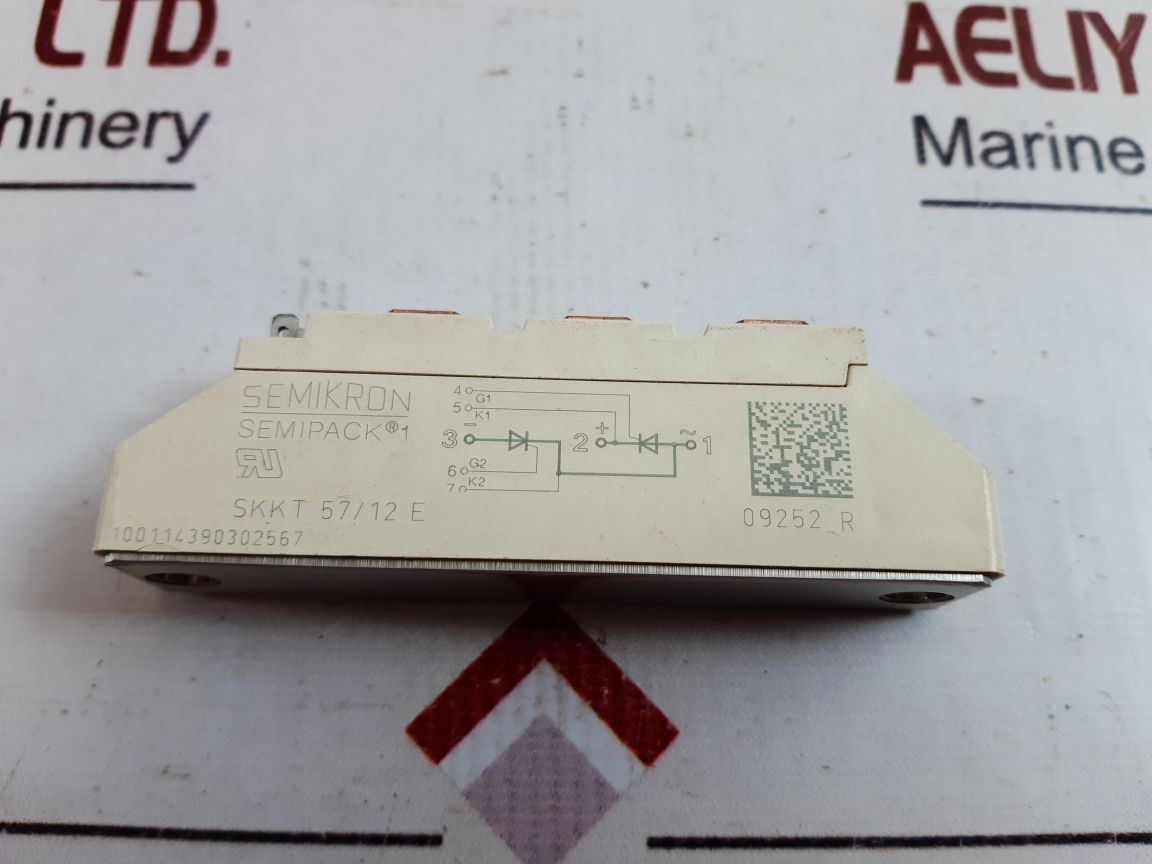 LTD.
hinery
AELIY
Marine
SEMIKRON
SEMIPACK®1
SKKT 57/12 E
100114390302567
4 G1
5 K1
3 - 2 + ~ 1
6 G2
7 K2
09252 R